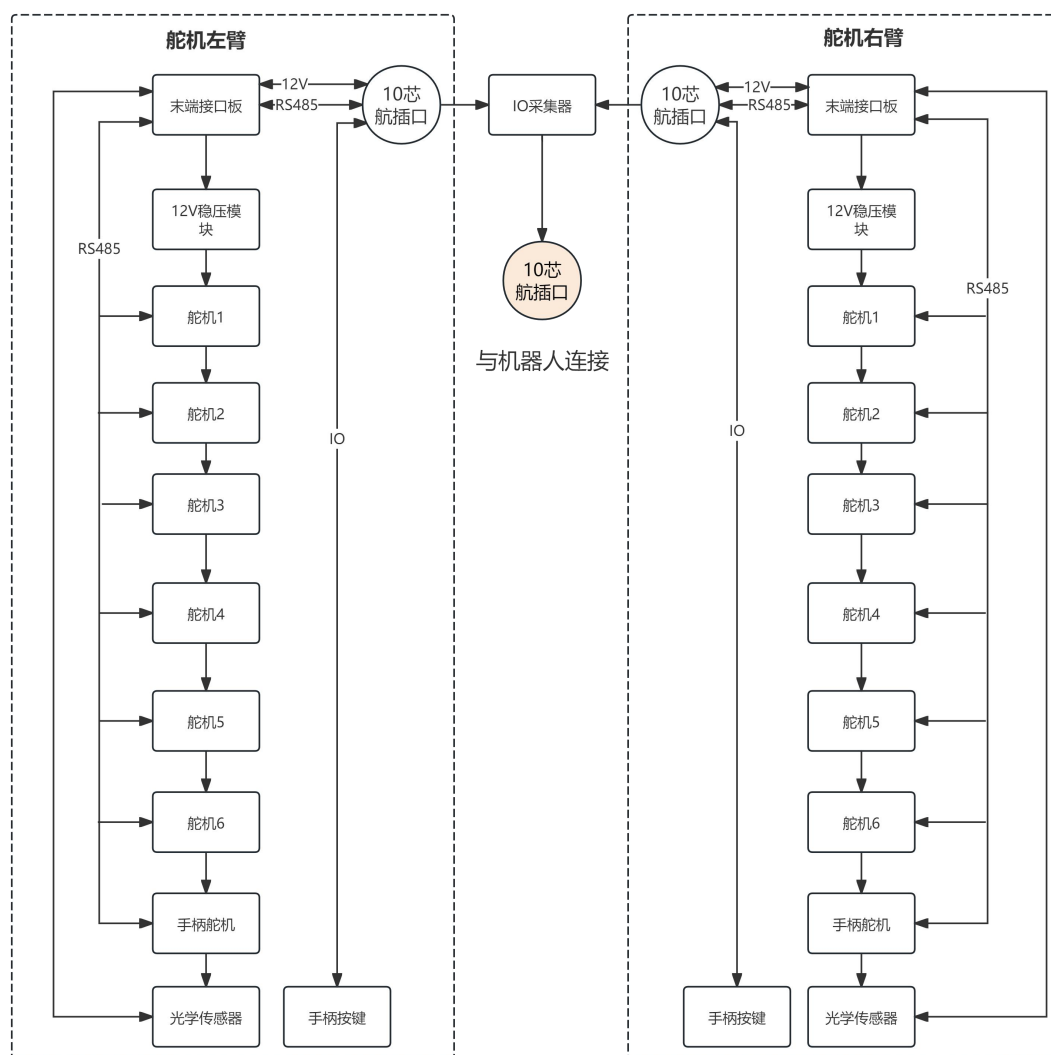 舵机左臂
末端接口板
12V
RS485
10芯
航插口
12V稳压模
块
RS485
舵机1
舵机2
IO
舵机3
舵机4
舵机5
舵机6
手柄舵机
光学传感器
手柄按键
IO采集器
10芯
航插口
与机器人连接
舵机右臂
10芯
航插口
12V
RS485
末端接口板
12V稳压模
块
RS485
舵机1
舵机2
IO
舵机3
舵机4
舵机5
舵机6
手柄舵机
手柄按键
光学传感器